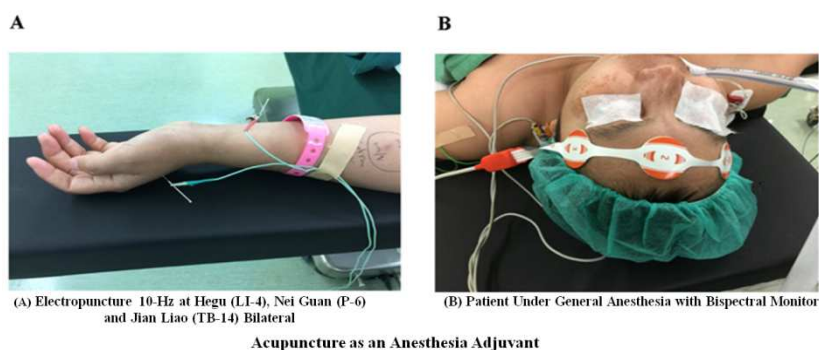 A
B
2
(A) Electropuncture 10-Hz at Hegu (LI-4), Nei Guan (P-6)
and Jian Liao (TB-14) Bilateral
(B) Patient Under General Anesthesia with Bispectral Monitor
Acupuncture as an Anesthesia Adjuvant